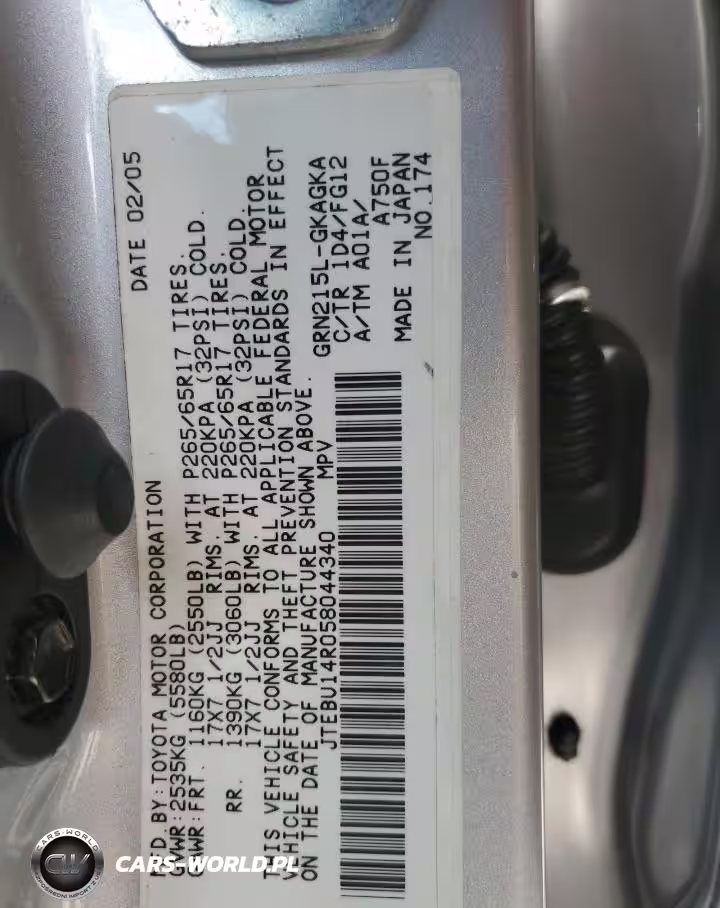 MFD. BY: TOYOTA MOTOR CORPORATION DATE 02/05
GVWR: 2535KG (5580LB)
GAWR: FRT. 1160KG (2550LB) WITH P265/65R17 TIRES.
17X7 1/2JJ RIMS. AT 220KPA (32PSI) COLD.
RR. 1390KG (3060LB) WITH P265/65R17 TIRES.
17X7 1/2JJ RIMS. AT 220KPA (32PSI) COLD.
THIS VEHICLE CONFORMS TO ALL APPLICABLE FEDERAL MOTOR
VEHICLE SAFETY AND THEFT PREVENTION STANDARDS IN EFFECT
ON THE DATE OF MANUFACTURE SHOWN ABOVE.
JTEBU14R058044340 MPV
GRN215L-GKAGKA
C/TR 1D4/FG12
A/TM A01A/
A750F
MADE IN JAPAN
NO.174
CARS-WORLD
CW
CARS-WORLD.PL